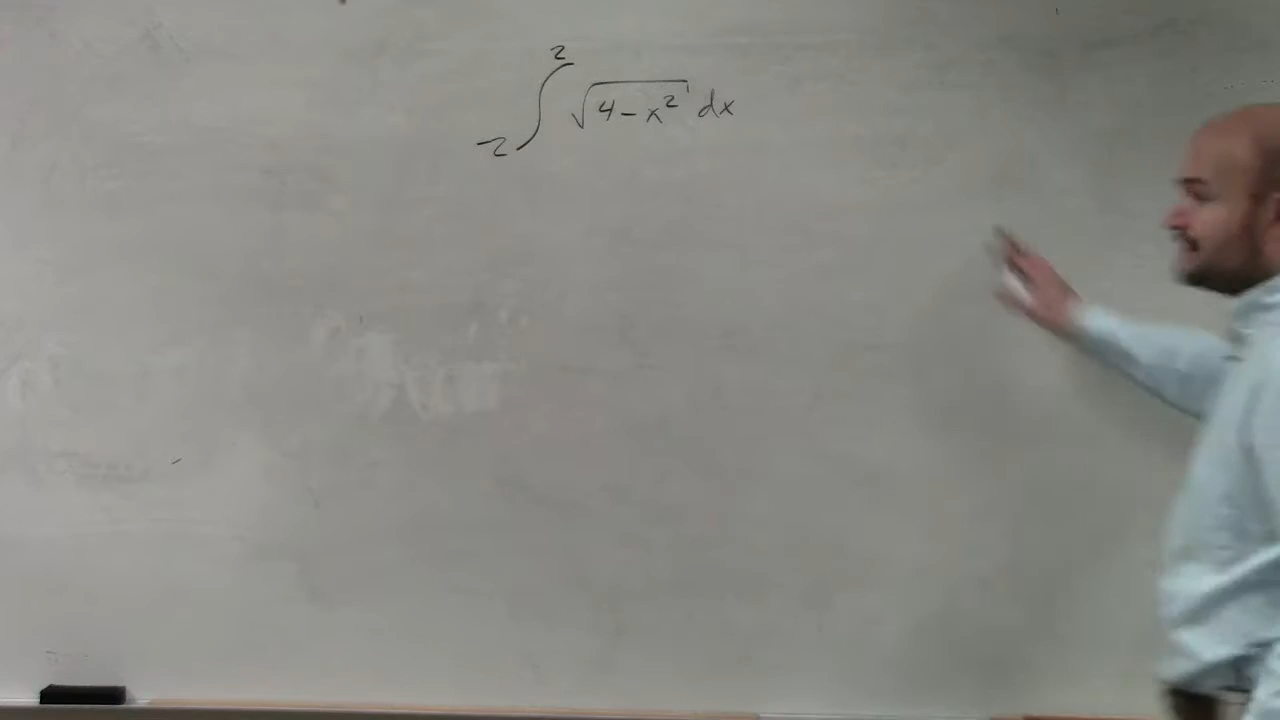 ∫_{-2}^{2} √(4-x²) dx